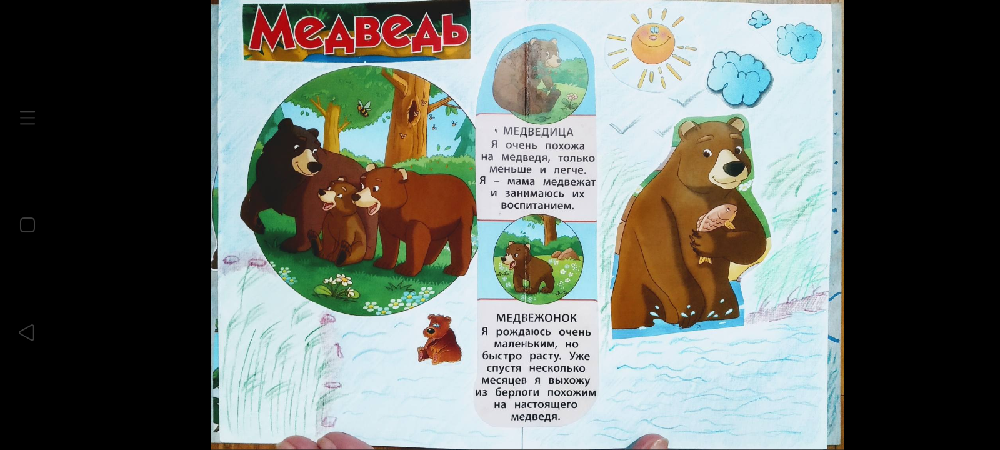 Медведь
МЕДВЕДИЦА
Я очень похожа
на медведя, только
меньше и легче.
Я – мама медвежат
и занимаюсь их
воспитанием.
МЕДВЕЖОНОК
Я рождаюсь очень
маленьким, но
быстро расту. Уже
спустя несколько
месяцев я выхожу
из берлоги похожим
на настоящего
медведя.